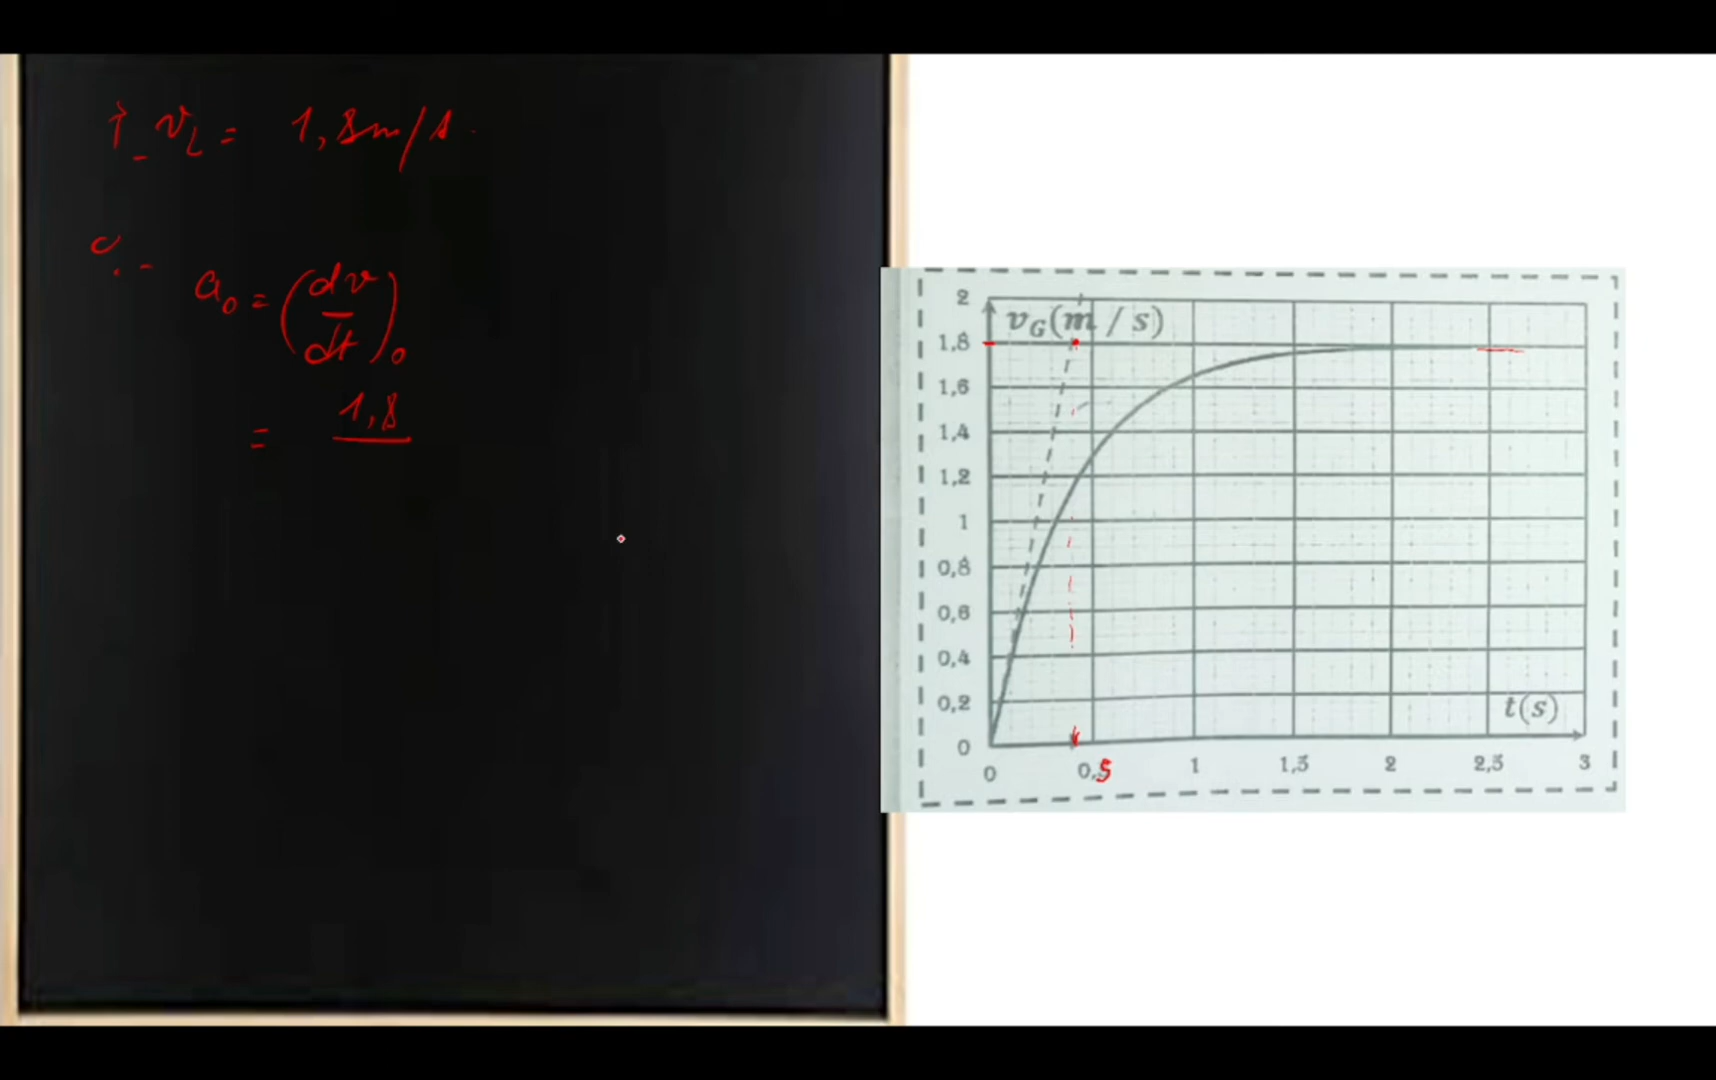 v_L = 1,8m/s
a_0 = (dv/dt)_0
= 1,8
2
v_G(m / s)
1,8
1,6
1,4
1,2
1
0,8
0,6
0,4
0,2
t(s)
0
0 0,5 1 1,5 2 2,5 3